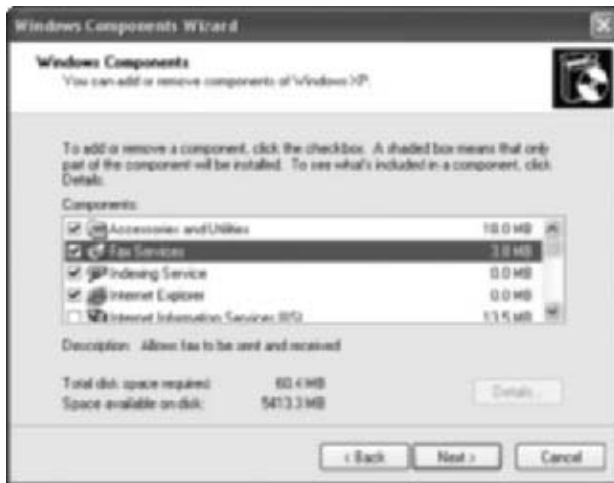 Windows Components Wizard
Windows Components
You can add or remove components of Windows XP.
To add or remove a component, click the checkbox. A shaded box means that only
part of the component will be installed. To see what's included in a component, click
Details.
Components:
Accessories and Utilities 18.0 MB
Fax Services 3.8 MB
Indexing Service 0.0 MB
Internet Explorer 0.0 MB
Internet Information Services (IIS) 13.5 MB
Description: Allows fax to be sent and received
Total disk space required: 60.4 MB
Space available on disk: 5413.3 MB
Details...
< Back
Next >
Cancel